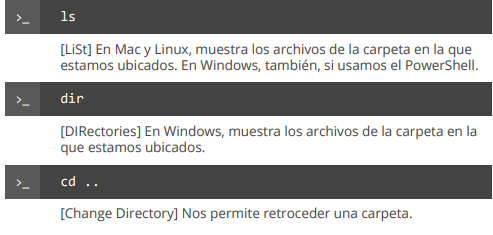 >_ ls
[LiSt] En Mac y Linux, muestra los archivos de la carpeta en la que
estamos ubicados. En Windows, también, si usamos el PowerShell.
>_ dir
[DIRectories] En Windows, muestra los archivos de la carpeta en la
que estamos ubicados.
>_ cd ..
[Change Directory] Nos permite retroceder una carpeta.